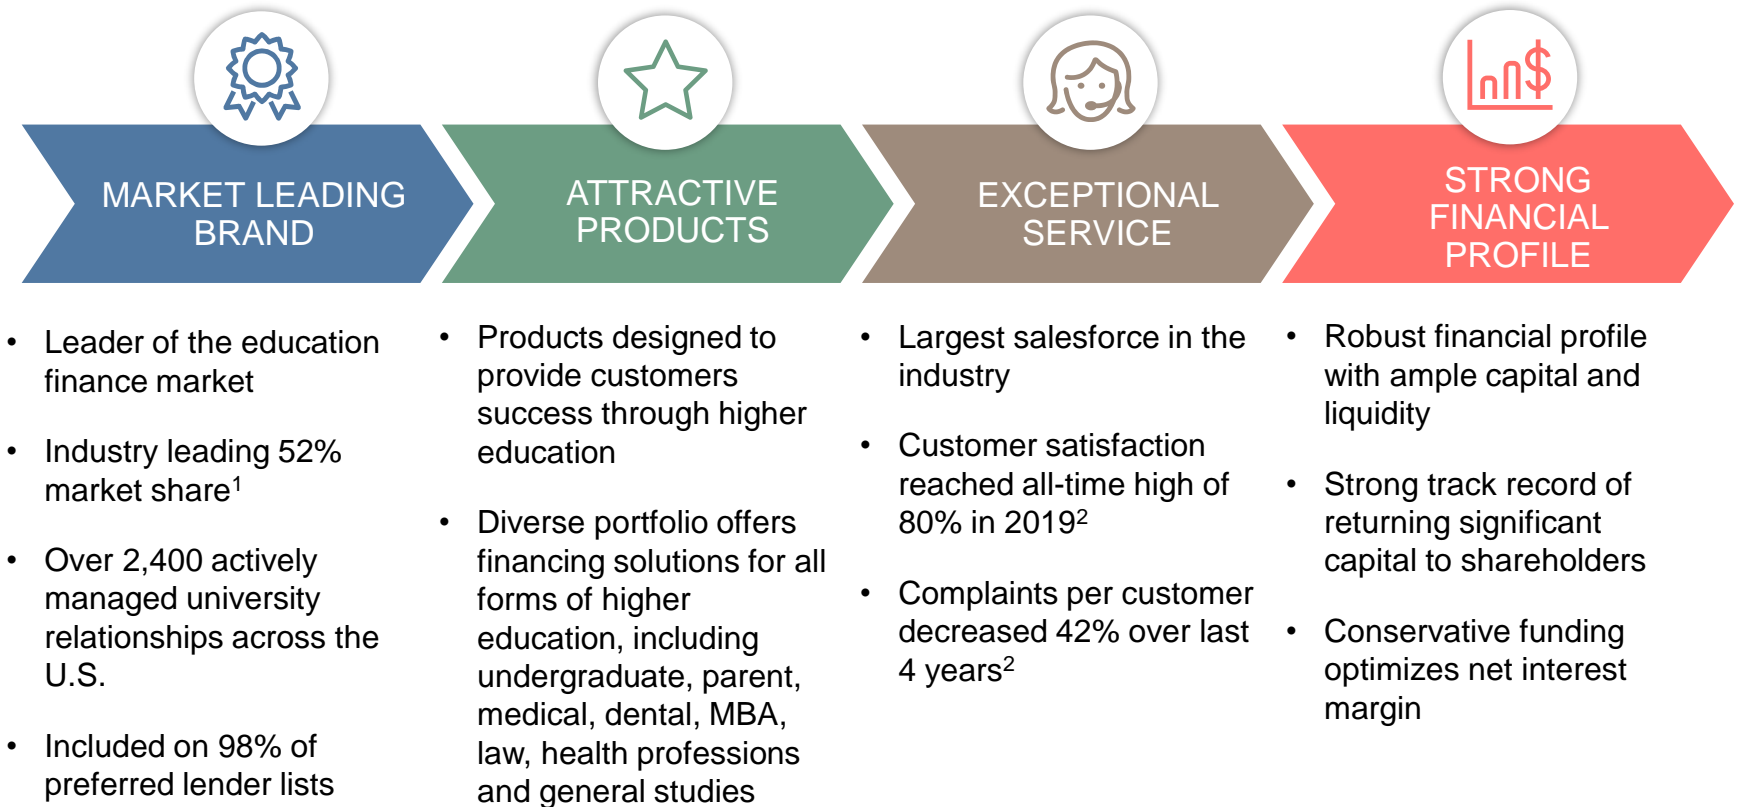 MARKET LEADING
BRAND
• Leader of the education
finance market
• Industry leading 52%
market share¹
• Over 2,400 actively
managed university
relationships across the
U.S.
• Included on 98% of
preferred lender lists
ATTRACTIVE
PRODUCTS
• Products designed to
provide customers
success through higher
education
• Diverse portfolio offers
financing solutions for all
forms of higher
education, including
undergraduate, parent,
medical, dental, MBA,
law, health professions
and general studies
EXCEPTIONAL
SERVICE
• Largest salesforce in the
industry
• Customer satisfaction
reached all-time high of
80% in 2019²
• Complaints per customer
decreased 42% over last
4 years²
$
STRONG
FINANCIAL
PROFILE
• Robust financial profile
with ample capital and
liquidity
• Strong track record of
returning significant
capital to shareholders
• Conservative funding
optimizes net interest
margin